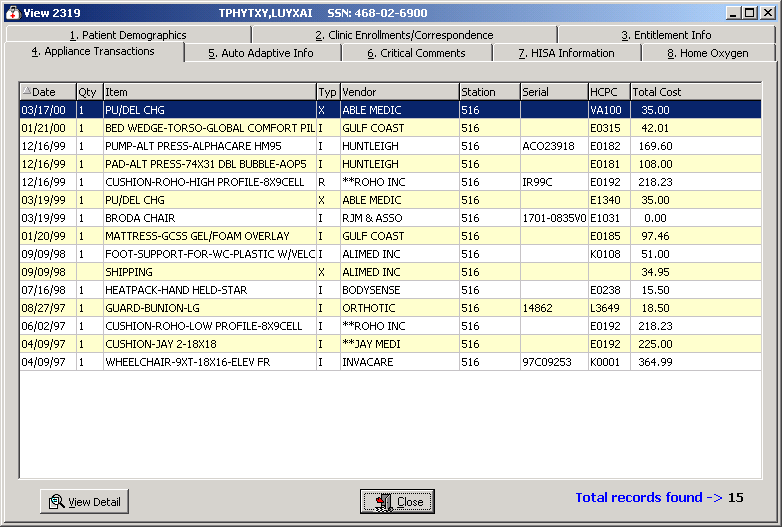 View 2319 TPHYTXY,LUYXAI SSN: 468-02-6900
1. Patient Demographics 2. Clinic Enrollments/Correspondence 3. Entitlement Info
4. Appliance Transactions 5. Auto Adaptive Info 6. Critical Comments 7. HISA Information 8. Home Oxygen
Date Qty Item Typ Vendor Station Serial HCPC Total Cost
03/17/00 1 PU/DEL CHG X ABLE MEDIC 516 VA100 35.00
01/21/00 1 BED WEDGE-TORSO-GLOBAL COMFORT PIL I GULF COAST 516 E0315 42.01
12/16/99 1 PUMP-ALT PRESS-ALPHACARE HM95 I HUNTLEIGH 516 ACO23918 E0182 169.60
12/16/99 1 PAD-ALT PRESS-74X31 DBL BUBBLE-AOP5 I HUNTLEIGH 516 E0181 108.00
12/16/99 1 CUSHION-ROHO-HIGH PROFILE-8X9CELL R **ROHO INC 516 IR99C E0192 218.23
03/19/99 1 PU/DEL CHG X ABLE MEDIC 516 E1340 35.00
03/19/99 1 BRODA CHAIR I RJM & ASSO 516 1701-0835V0 E1031 0.00
01/20/99 1 MATTRESS-GCSS GEL/FOAM OVERLAY I GULF COAST 516 E0185 97.46
09/09/98 1 FOOT-SUPPORT-FOR-WC-PLASTIC W/VELC I ALIMED INC 516 K0108 51.00
09/09/98 SHIPPING X ALIMED INC 516 34.95
07/16/98 1 HEATPACK-HAND HELD-STAR I BODYSENSE 516 E0238 15.50
08/27/97 1 GUARD-BUNION-LG I ORTHOTIC 516 14862 L3649 18.50
06/02/97 1 CUSHION-ROHO-LOW PROFILE-8X9CELL I **ROHO INC 516 E0192 218.23
04/09/97 1 CUSHION-JAY 2-18X18 I **JAY MEDI 516 E0192 225.00
04/09/97 1 WHEELCHAIR-9XT-18X16-ELEV FR I INVACARE 516 97C09253 K0001 364.99
View Detail Close Total records found -> 15